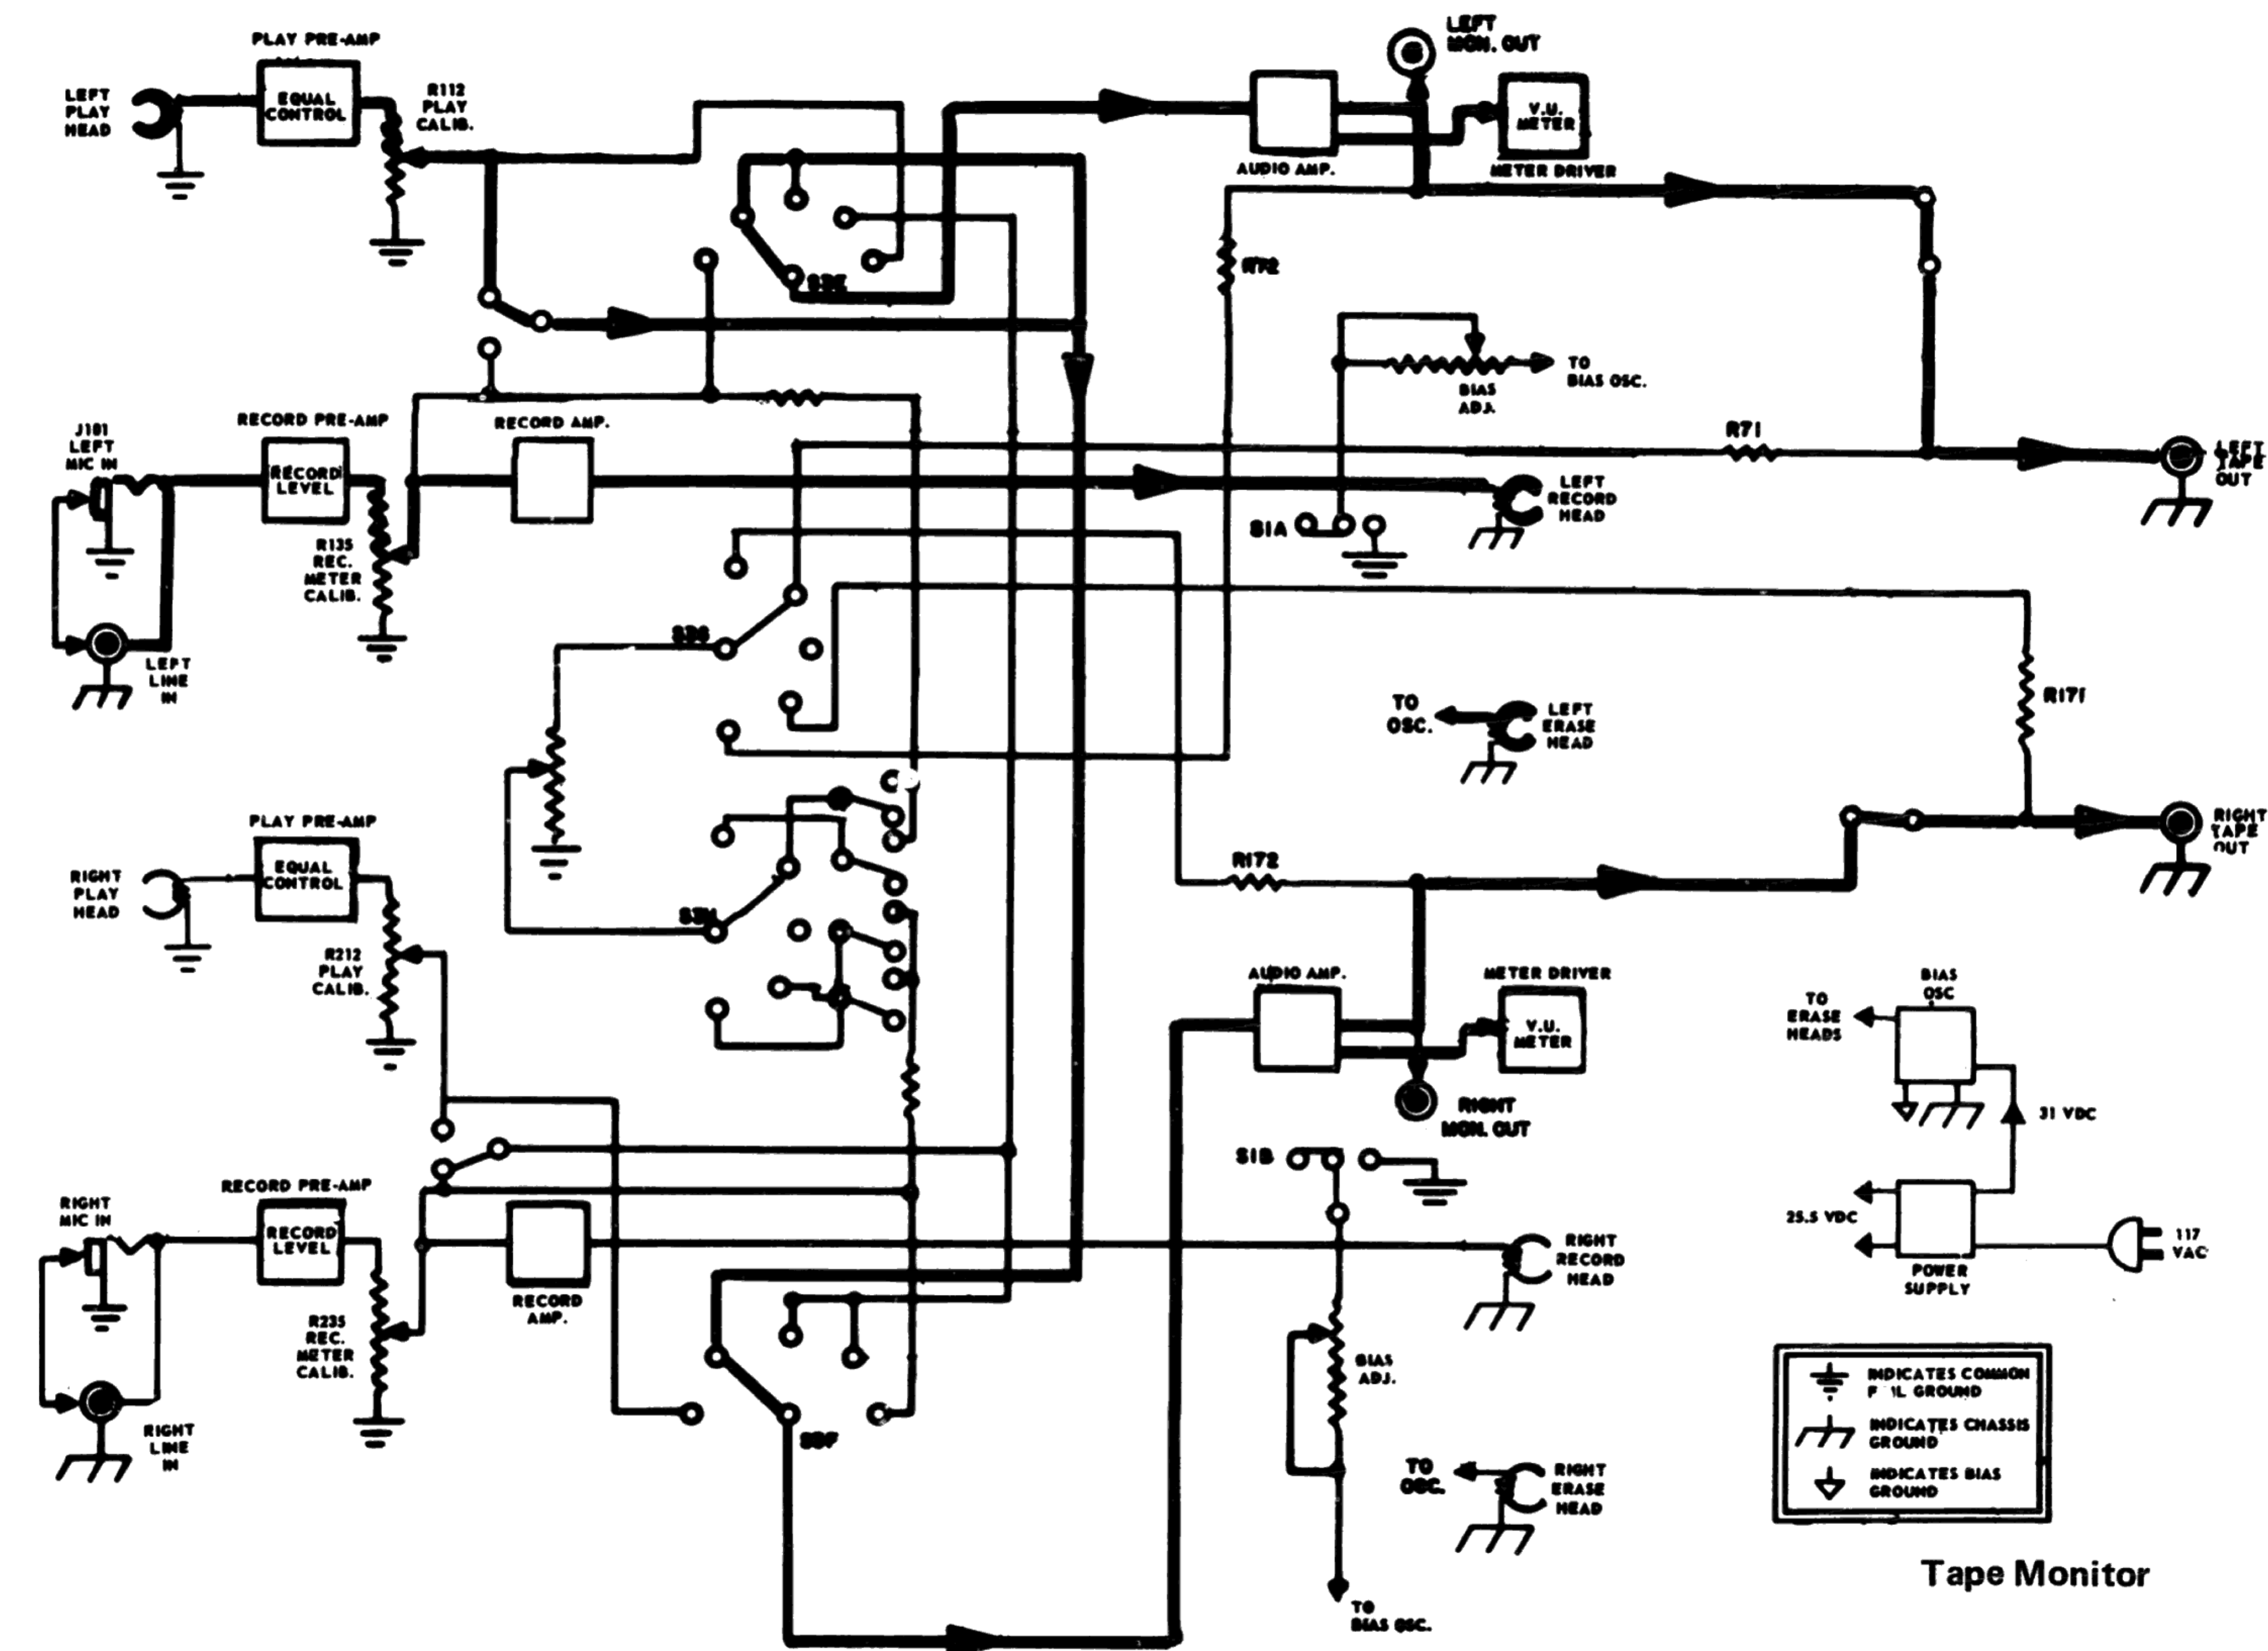 LEFT
MON. OUT
PLAY PRE-AMP
LEFT
PLAY
HEAD
EQUAL
CONTROL
R112
PLAY
CALIB.
V.U.
METER
AUDIO AMP.
METER DRIVER
R72
TO
BIAS OSC.
BIAS
ADJ.
J101
LEFT
MIC IN
RECORD PRE-AMP
RECORD
LEVEL
RECORD AMP.
R71
LEFT
TAPE
OUT
LEFT
RECORD
HEAD
S1A
R135
REC.
METER
CALIB.
LEFT
LINE
IN
R171
TO
OSC.
LEFT
ERASE
HEAD
PLAY PRE-AMP
EQUAL
CONTROL
RIGHT
PLAY
HEAD
R212
PLAY
CALIB.
R172
RIGHT
TAPE
OUT
AUDIO AMP.
METER DRIVER
V.U.
METER
RIGHT
MON. OUT
BIAS
OSC
TO
ERASE
HEADS
31 VDC
S1B
RECORD PRE-AMP
RIGHT
MIC IN
RECORD
LEVEL
RECORD
AMP.
R235
REC.
METER
CALIB.
RIGHT
LINE
IN
RIGHT
RECORD
HEAD
25.5 VDC
POWER
SUPPLY
117
VAC
BIAS
ADJ.
TO
OSC.
RIGHT
ERASE
HEAD
TO
BIAS OSC.
INDICATES COMMON
GROUND
INDICATES CHASSIS
GROUND
INDICATES BIAS
GROUND
Tape Monitor